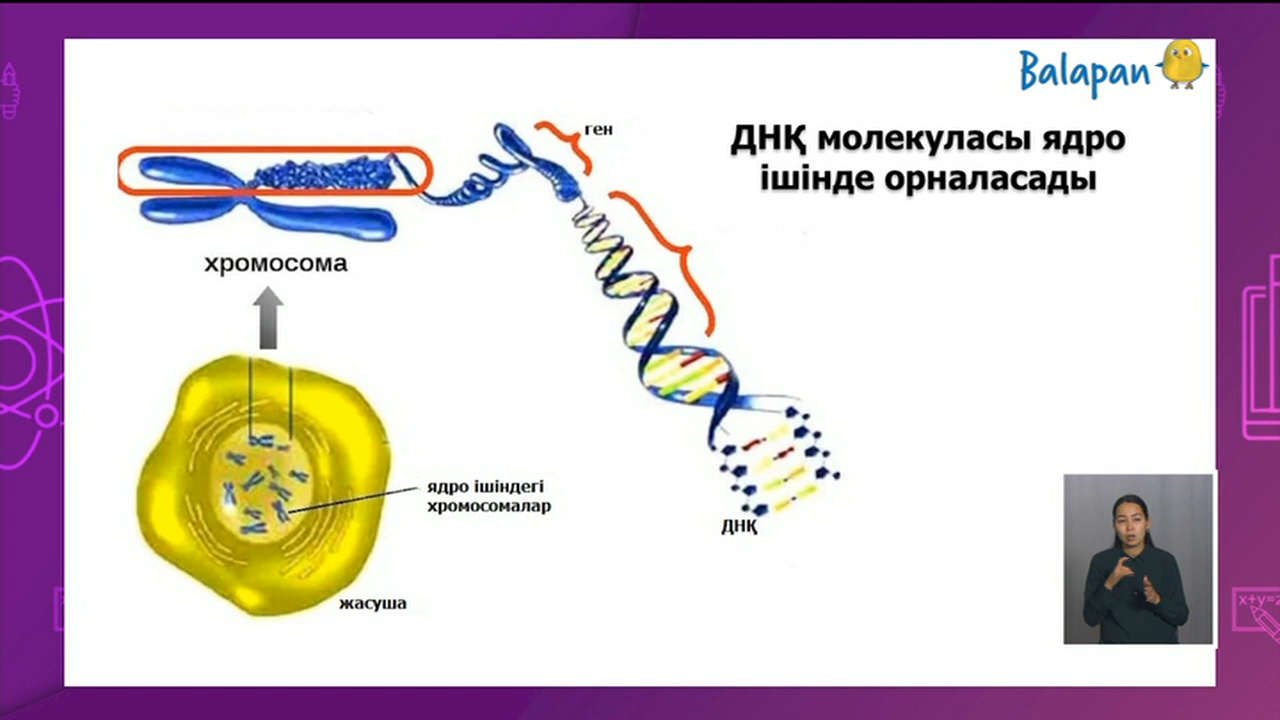 Balapan
ДНҚ молекуласы ядро
ішінде орналасады
ген
хромосома
ядро ішіндегі
хромосомалар
ДНҚ
жасуша